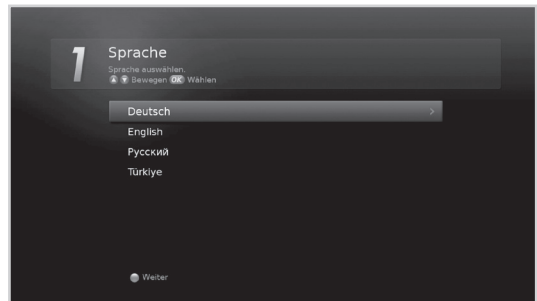 1
Sprache
Sprache auswählen.
Bewegen OK Wählen
Deutsch
English
Русский
Türkiye
Weiter